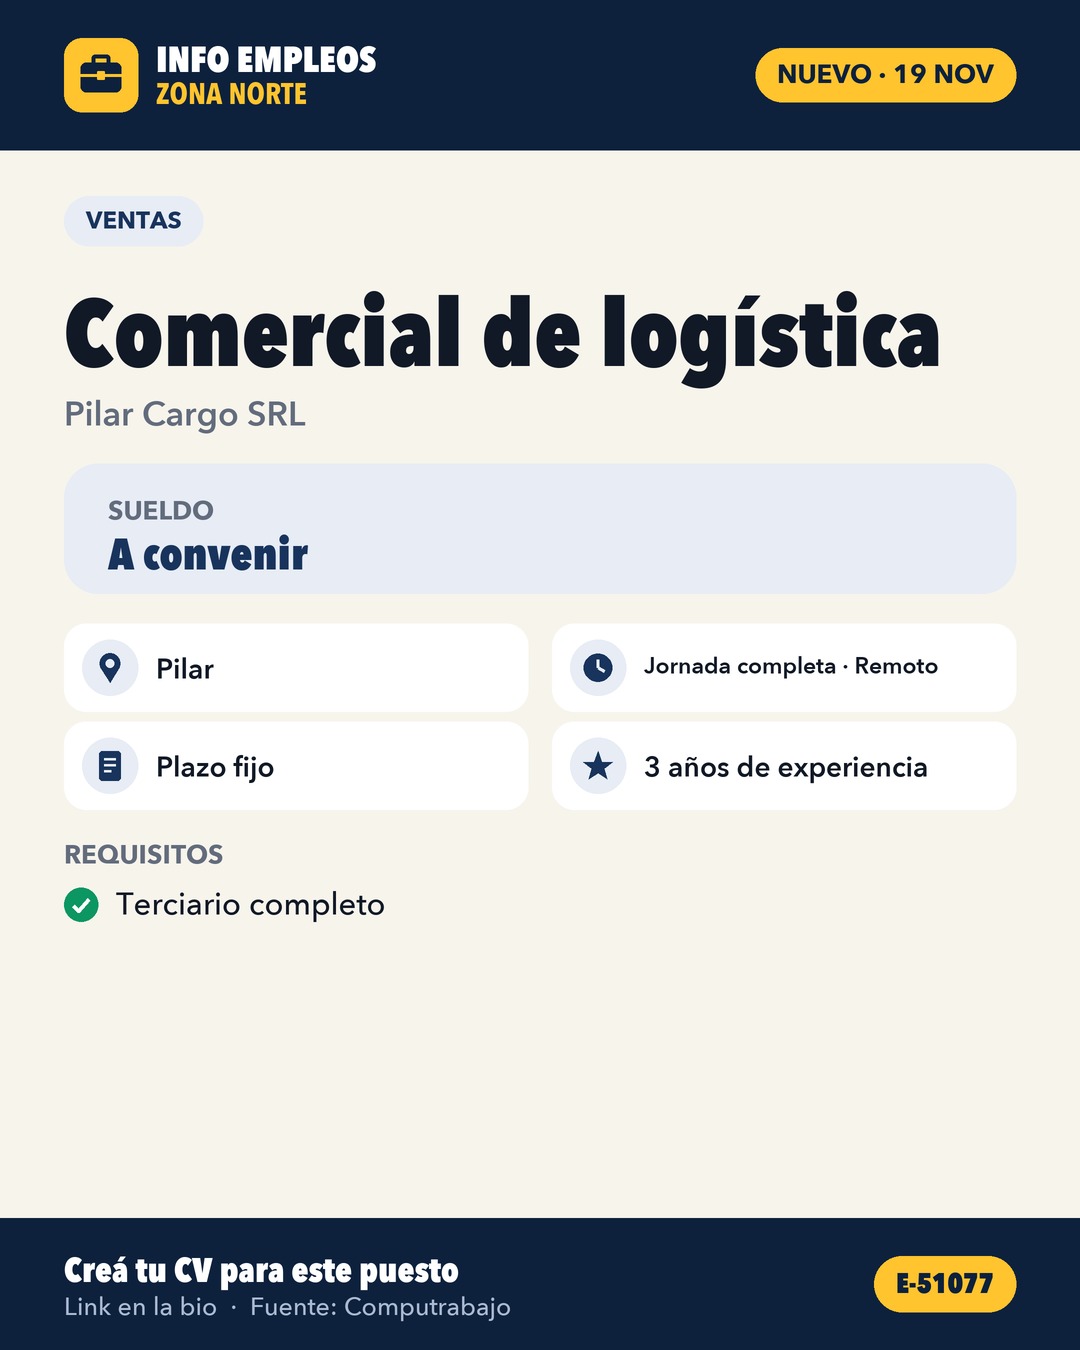 INFO EMPLEOS
ZONA NORTE
NUEVO · 19 NOV
VENTAS
Comercial de logística
Pilar Cargo SRL
SUELDO
A convenir
Pilar
Jornada completa · Remoto
Plazo fijo
3 años de experiencia
REQUISITOS
Terciario completo
Creá tu CV para este puesto
Link en la bio · Fuente: Computrabajo
E-51077